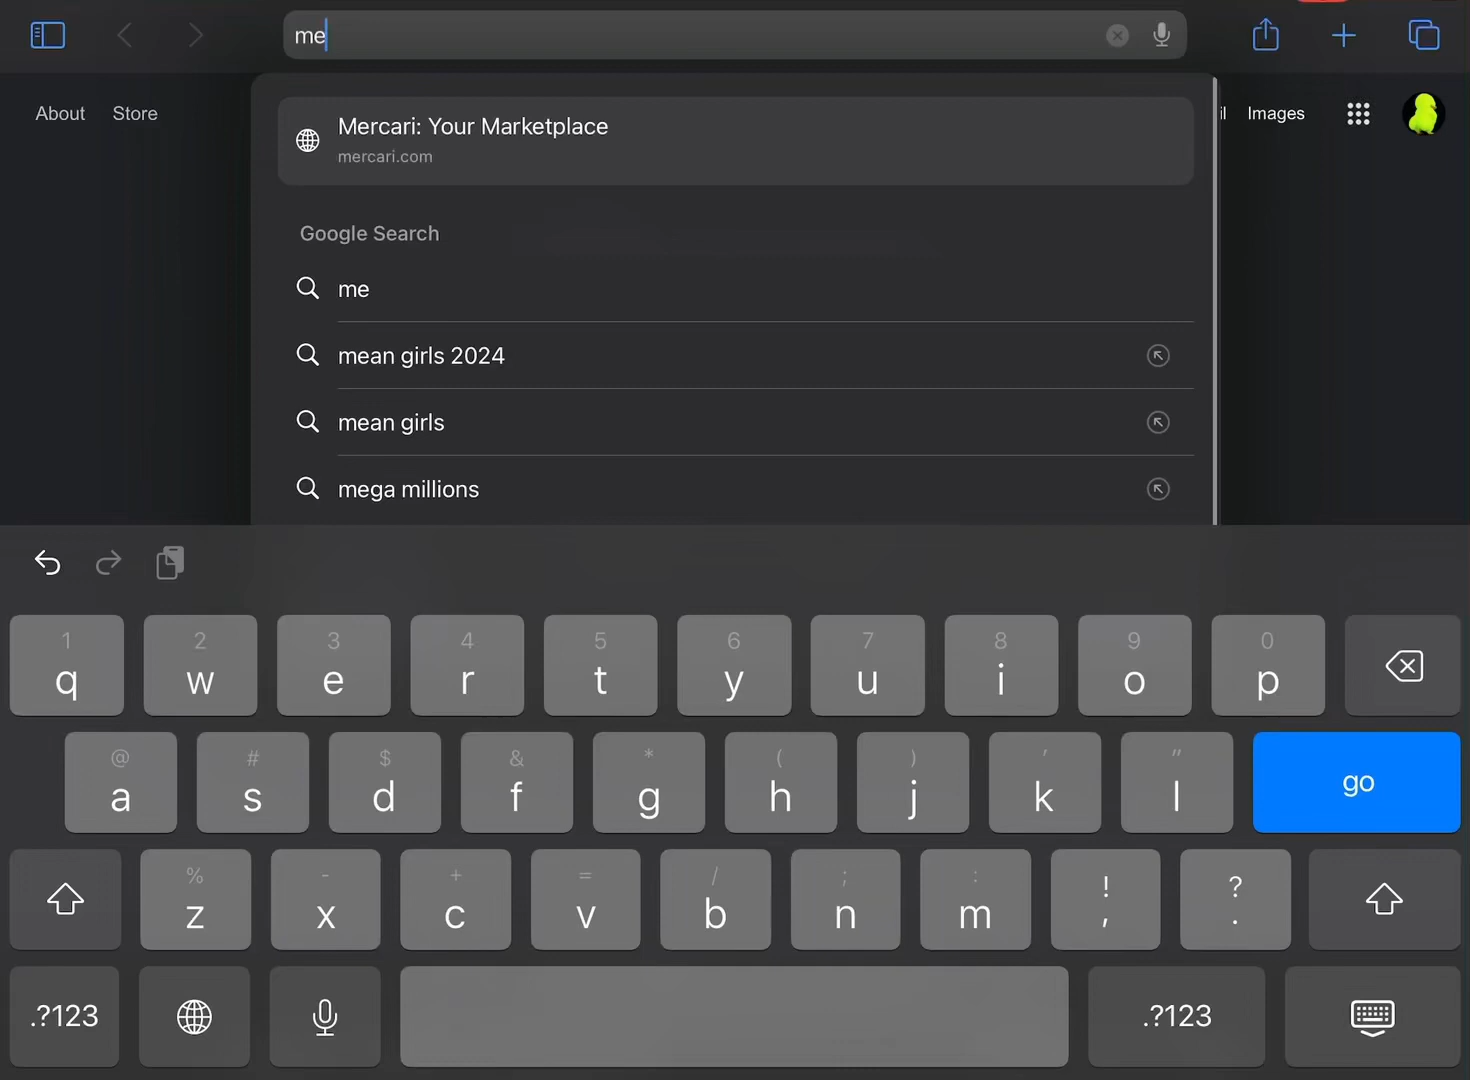 me
About Store
il Images
Mercari: Your Marketplace
mercari.com
Google Search
me
mean girls 2024
mean girls
mega millions
1 2 3 4 5 6 7 8 9 0
q w e r t y u i o p
@ # $ & * ( ) ' "
a s d f g h j k l go
% - + = / ; : ! ?
z x c v b n m , .
.?123 .?123